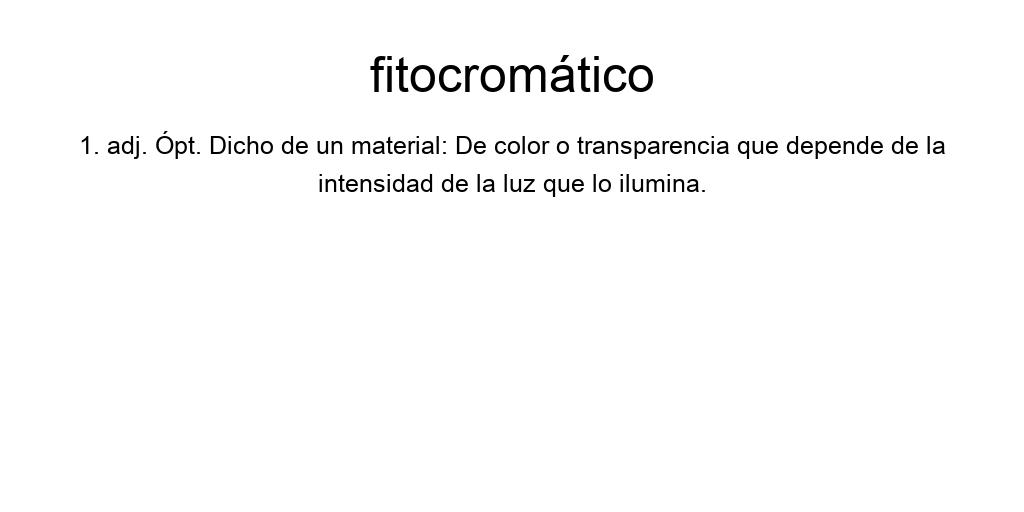 fitocromático
1. adj. Ópt. Dicho de un material: De color o transparencia que depende de la
intensidad de la luz que lo ilumina.